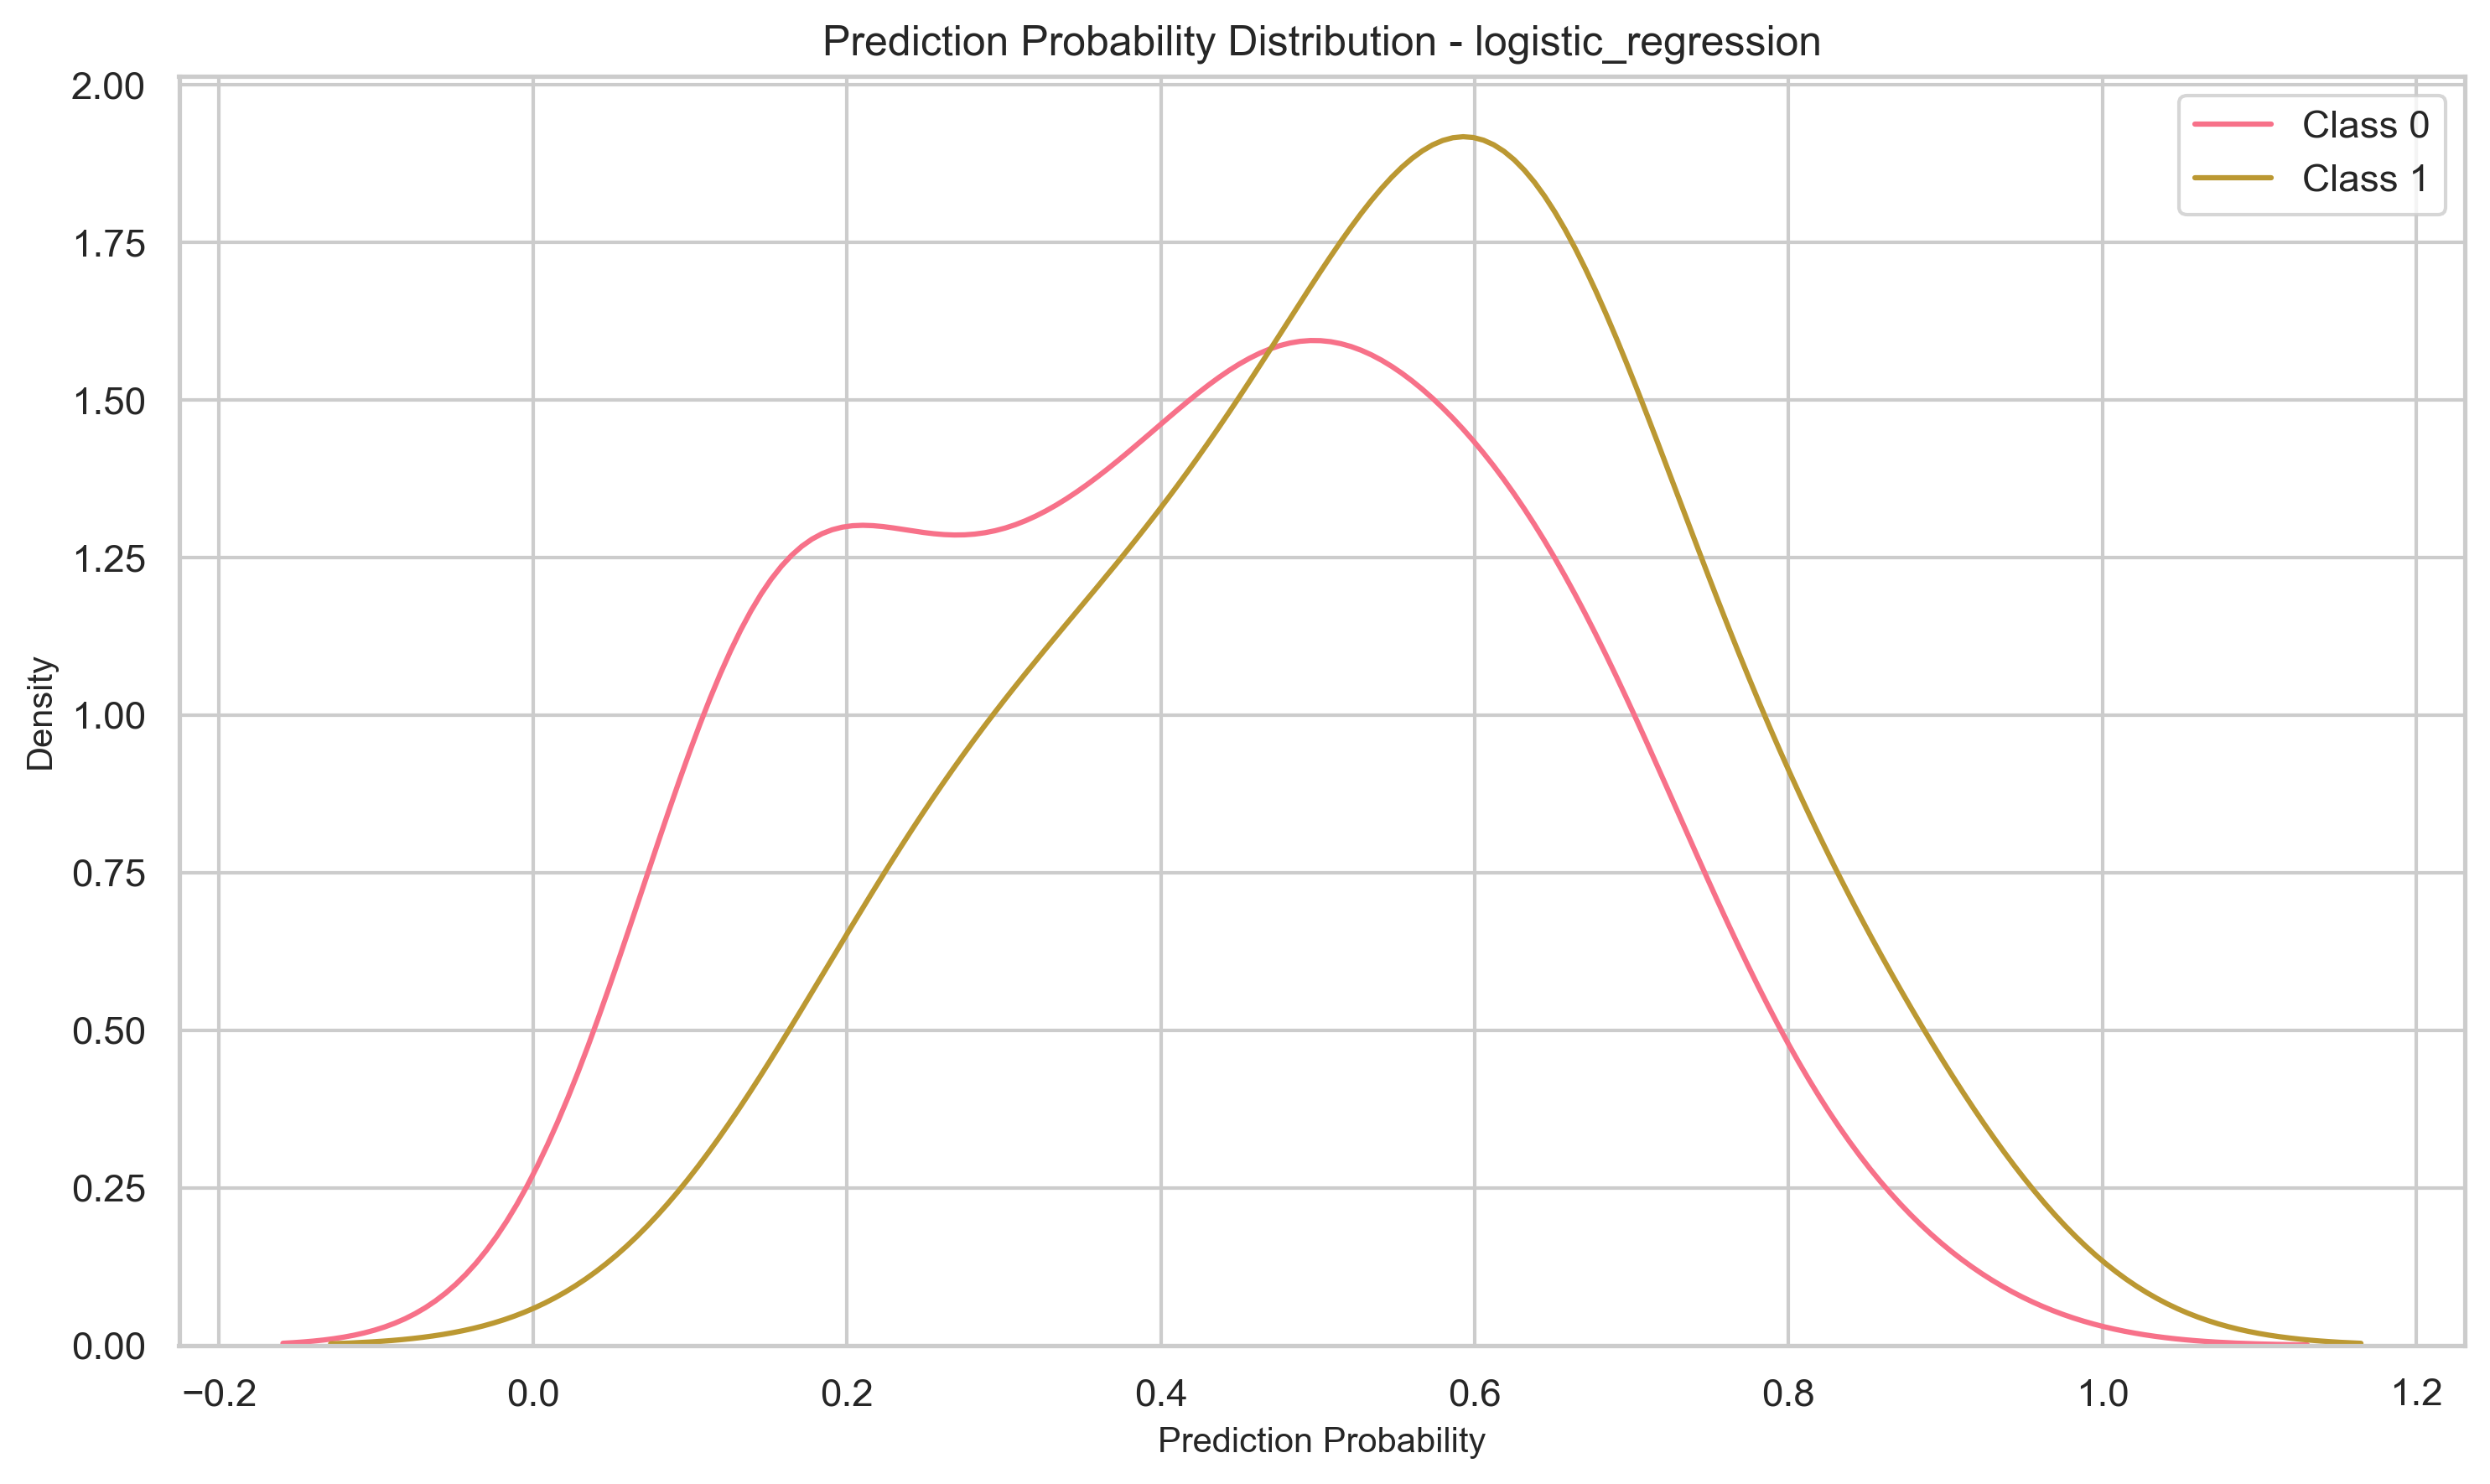 Prediction Probability Distribution - logistic_regression
Class 0
Class 1
2.00
1.75
1.50
1.25
1.00
0.75
0.50
0.25
0.00
Density
−0.2 0.0 0.2 0.4 0.6 0.8 1.0 1.2
Prediction Probability